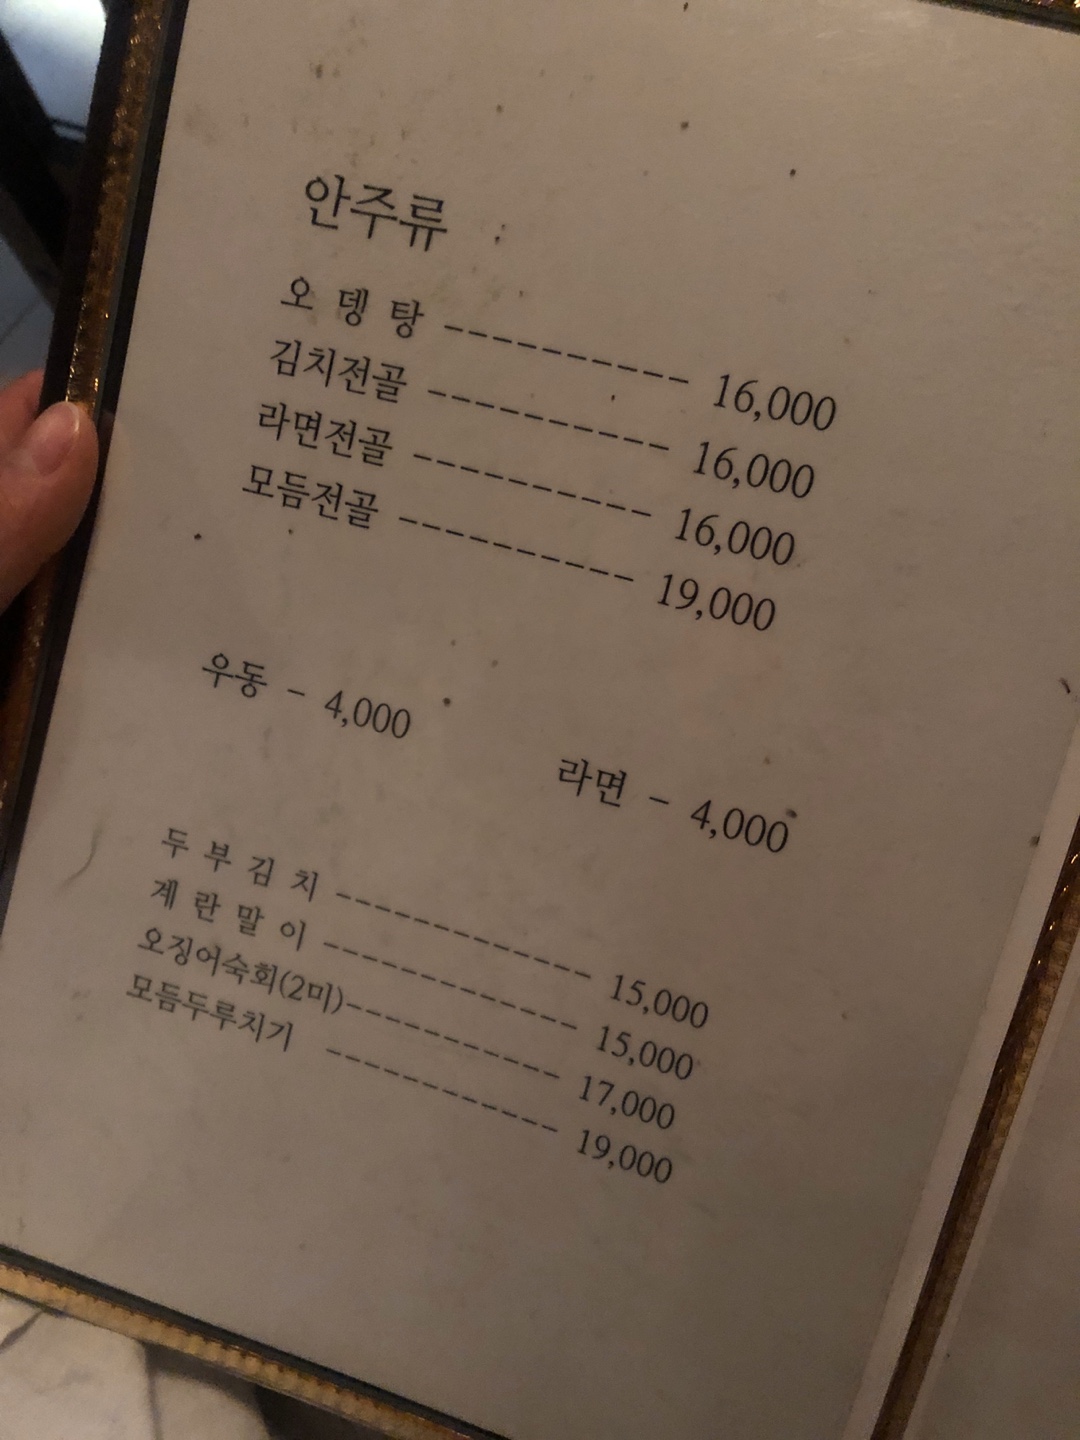 안주류
오 뎅 탕 ----------- 16,000
김치전골 ----------- 16,000
라면전골 ----------- 16,000
모듬전골 ----------- 19,000
우동 - 4,000
라면 - 4,000
두 부 김 치 ------------ 15,000
계 란 말 이 ------------ 15,000
오징어숙회(2미)----------- 17,000
모듬두루치기 ----------- 19,000